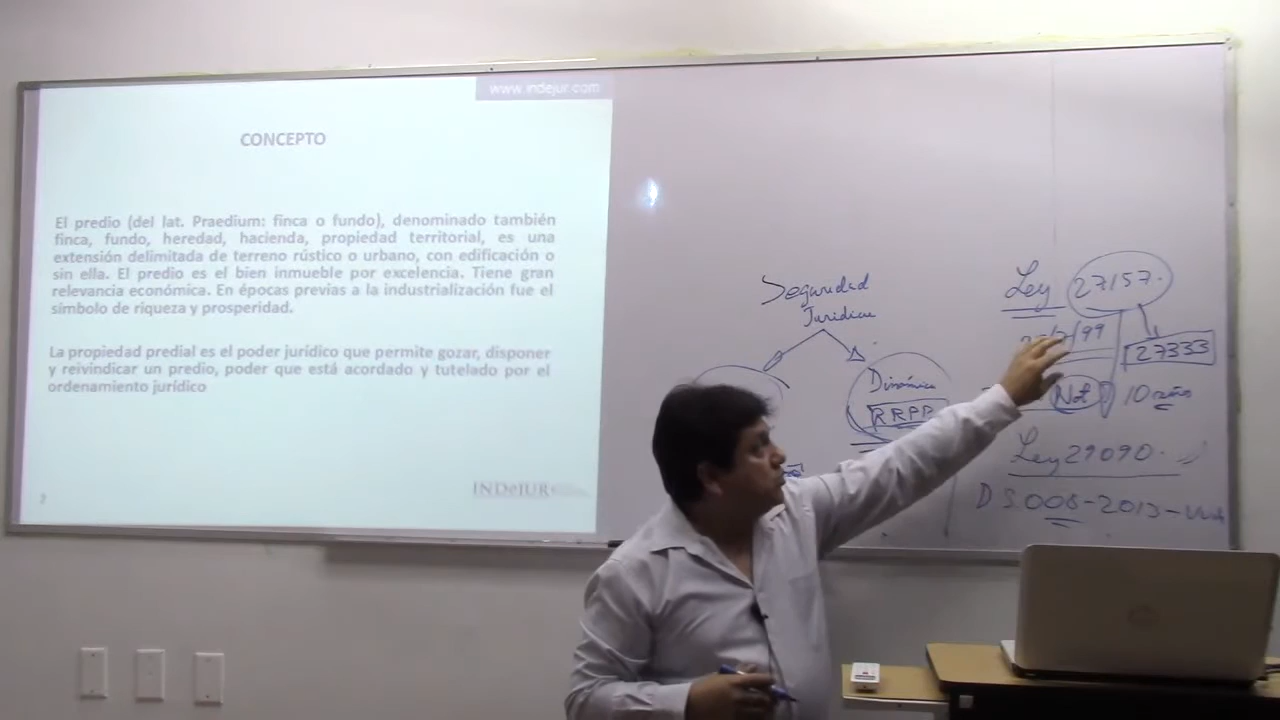 www.indejur.com
CONCEPTO
El predio (del lat. Praedium: finca o fundo), denominado también
finca, fundo, heredad, hacienda, propiedad territorial, es una
extensión delimitada de terreno rústico o urbano, con edificación o
sin ella. El predio es el bien inmueble por excelencia. Tiene gran
relevancia económica. En épocas previas a la industrialización fue el
símbolo de riqueza y prosperidad.
La propiedad predial es el poder jurídico que permite gozar, disponer
y reivindicar un predio, poder que está acordado y tutelado por el
ordenamiento jurídico
INDeJUR
Seguridad
Juridica
Dinámica
RRPP
Ley 27157.
/99
27333
Not
10 años
Ley 29090.
D S. 008-2013-